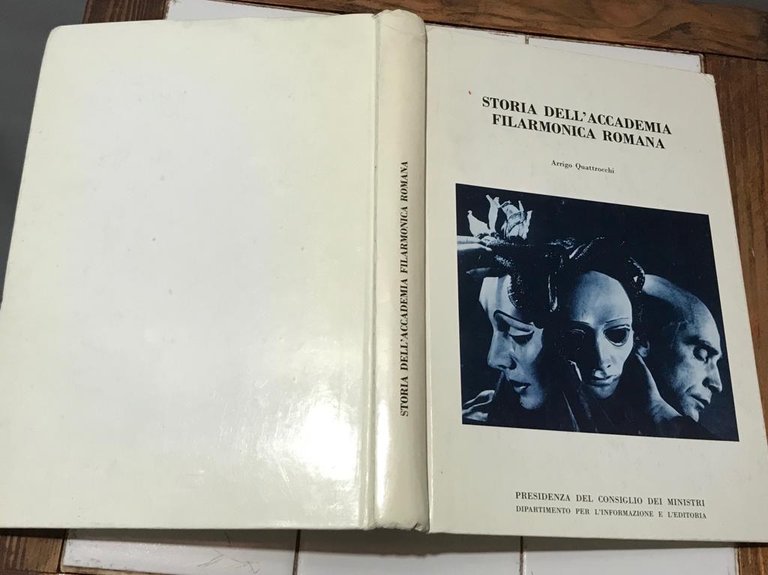 STORIA DELL'ACCADEMIA FILARMONICA ROMANA
STORIA DELL'ACCADEMIA
FILARMONICA ROMANA
Arrigo Quattrocchi
PRESIDENZA DEL CONSIGLIO DEI MINISTRI
DIPARTIMENTO PER L'INFORMAZIONE E L'EDITORIA